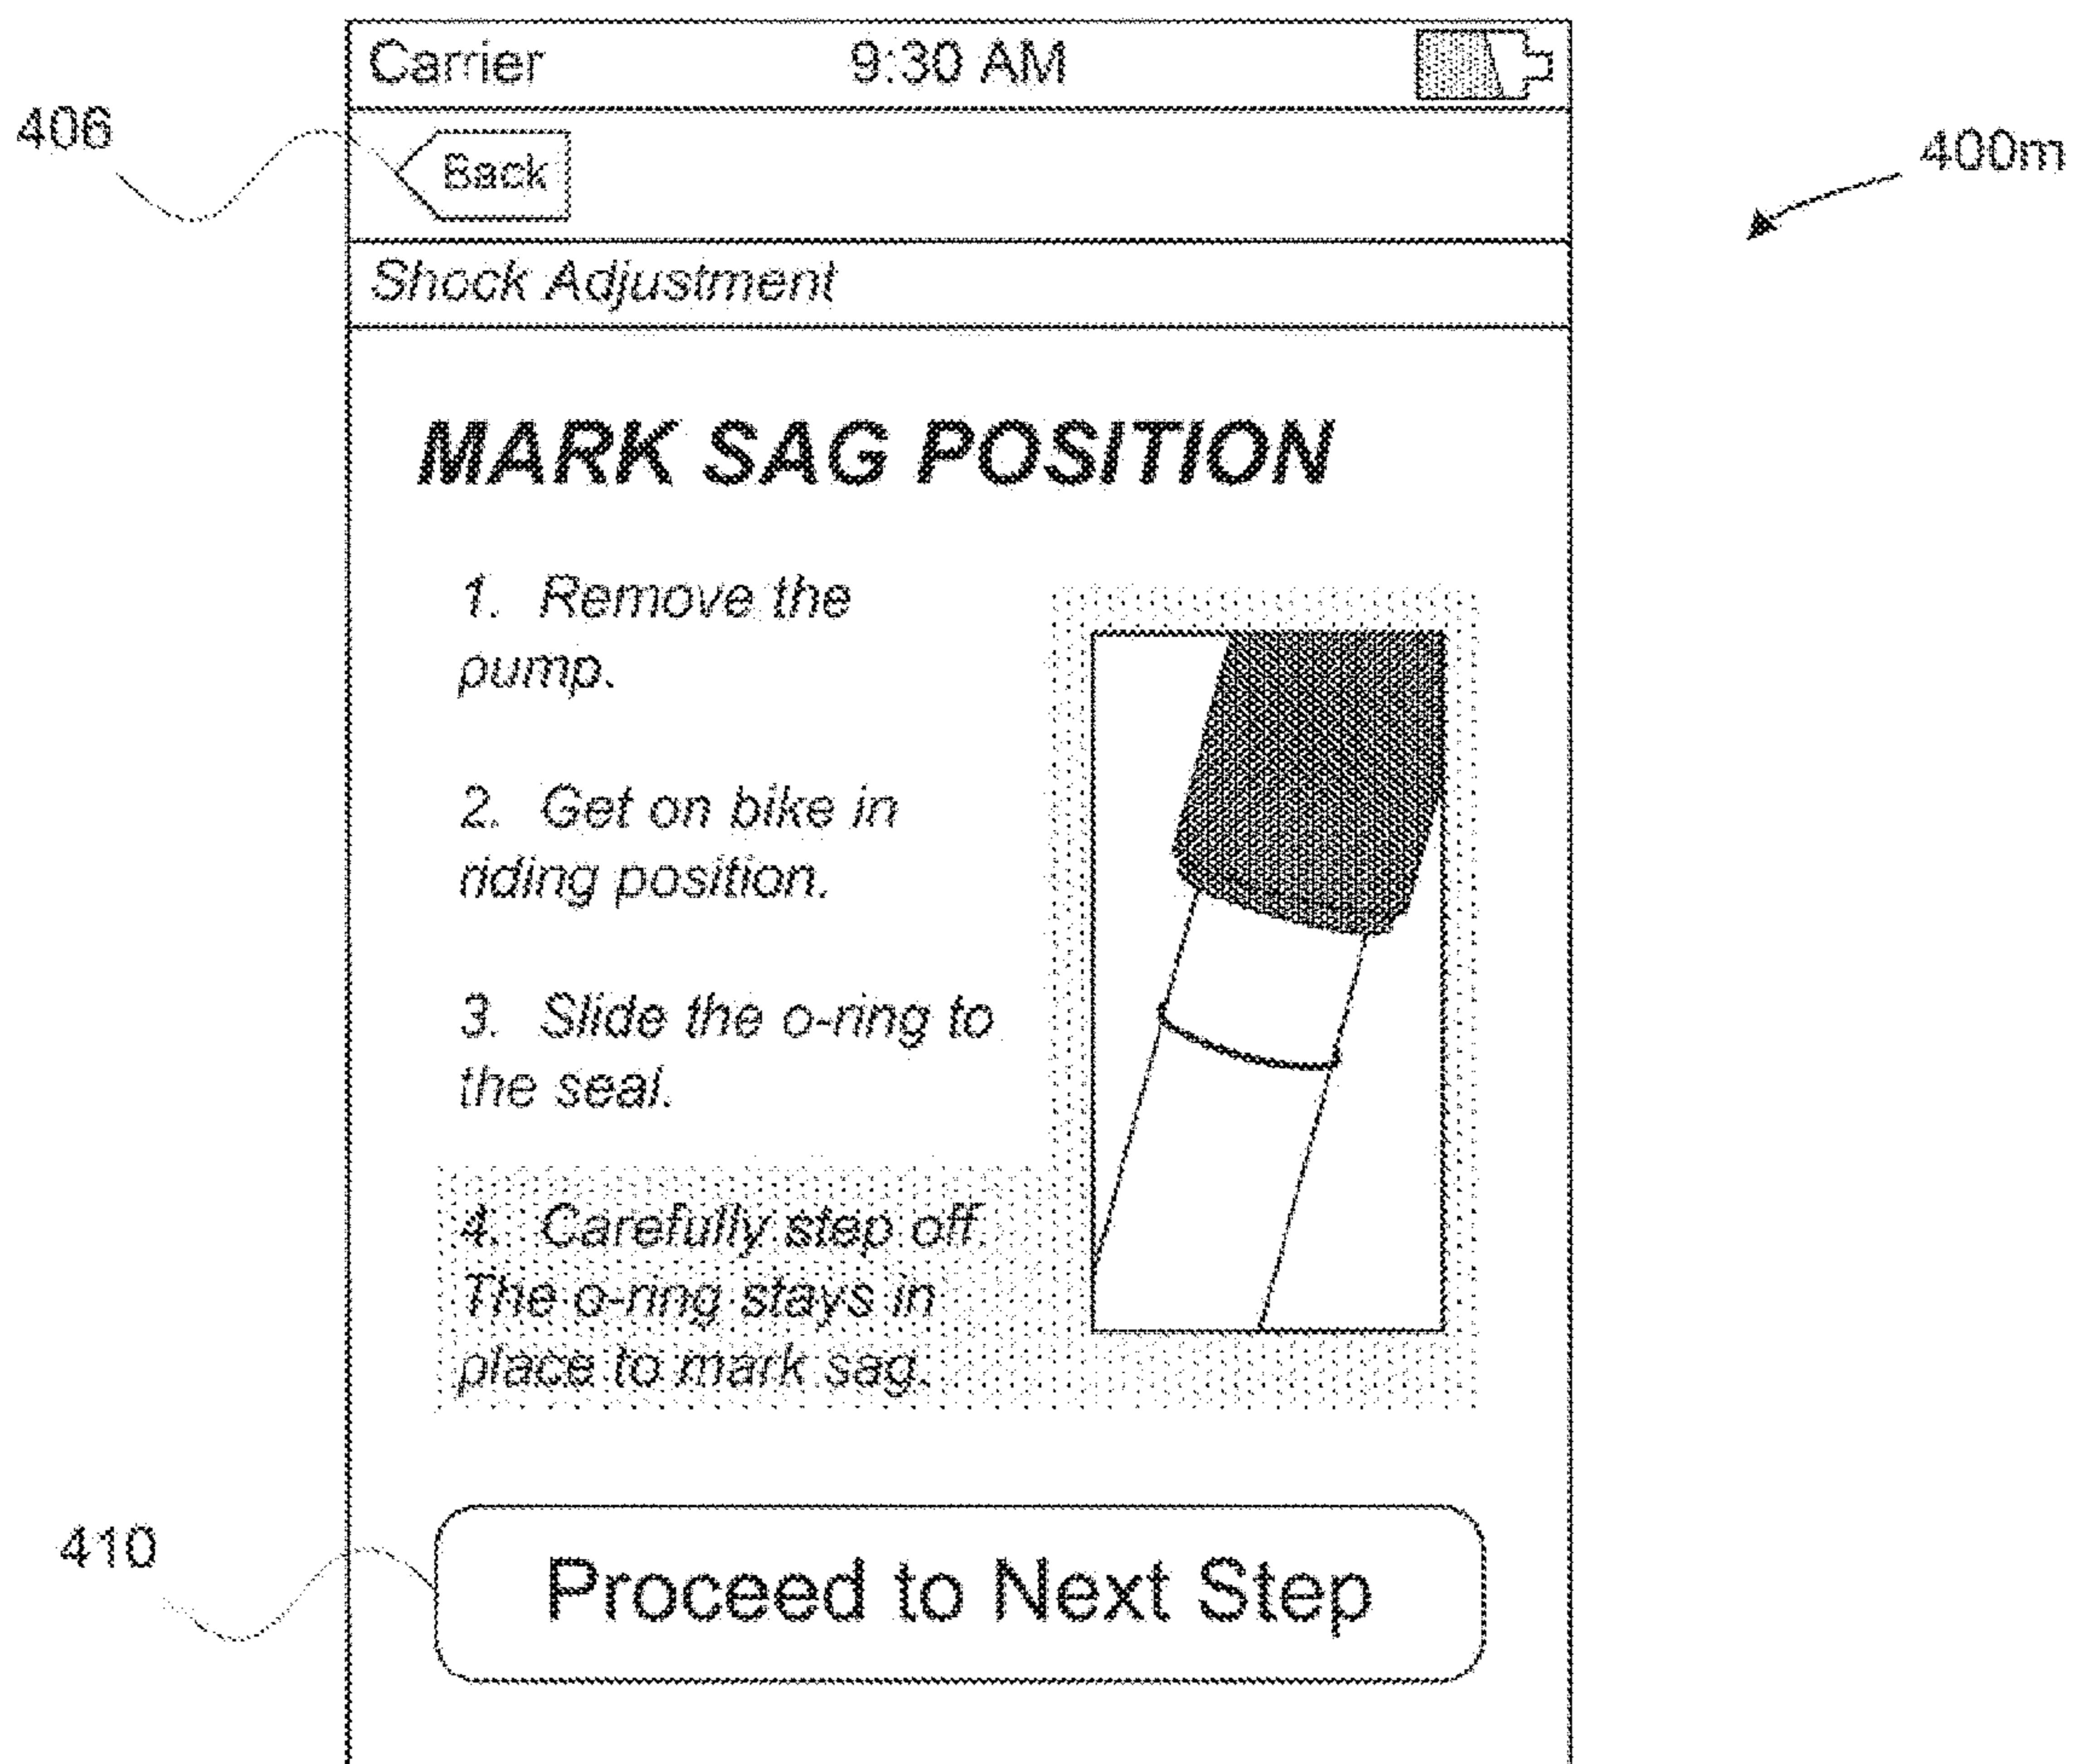 Carrier 9:30 AM
406
Back
400m
Shock Adjustment
MARK SAG POSITION
1. Remove the
pump.
2. Get on bike in
riding position.
3. Slide the o-ring to
the seal.
4. Carefully step off.
The o-ring stays in
place to mark sag.
410
Proceed to Next Step